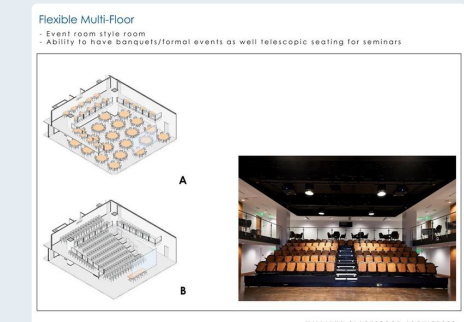 Flexible Multi-Floor
- Event room style room
- Ability to have banquets/formal events as well telescopic seating for seminars
A
B